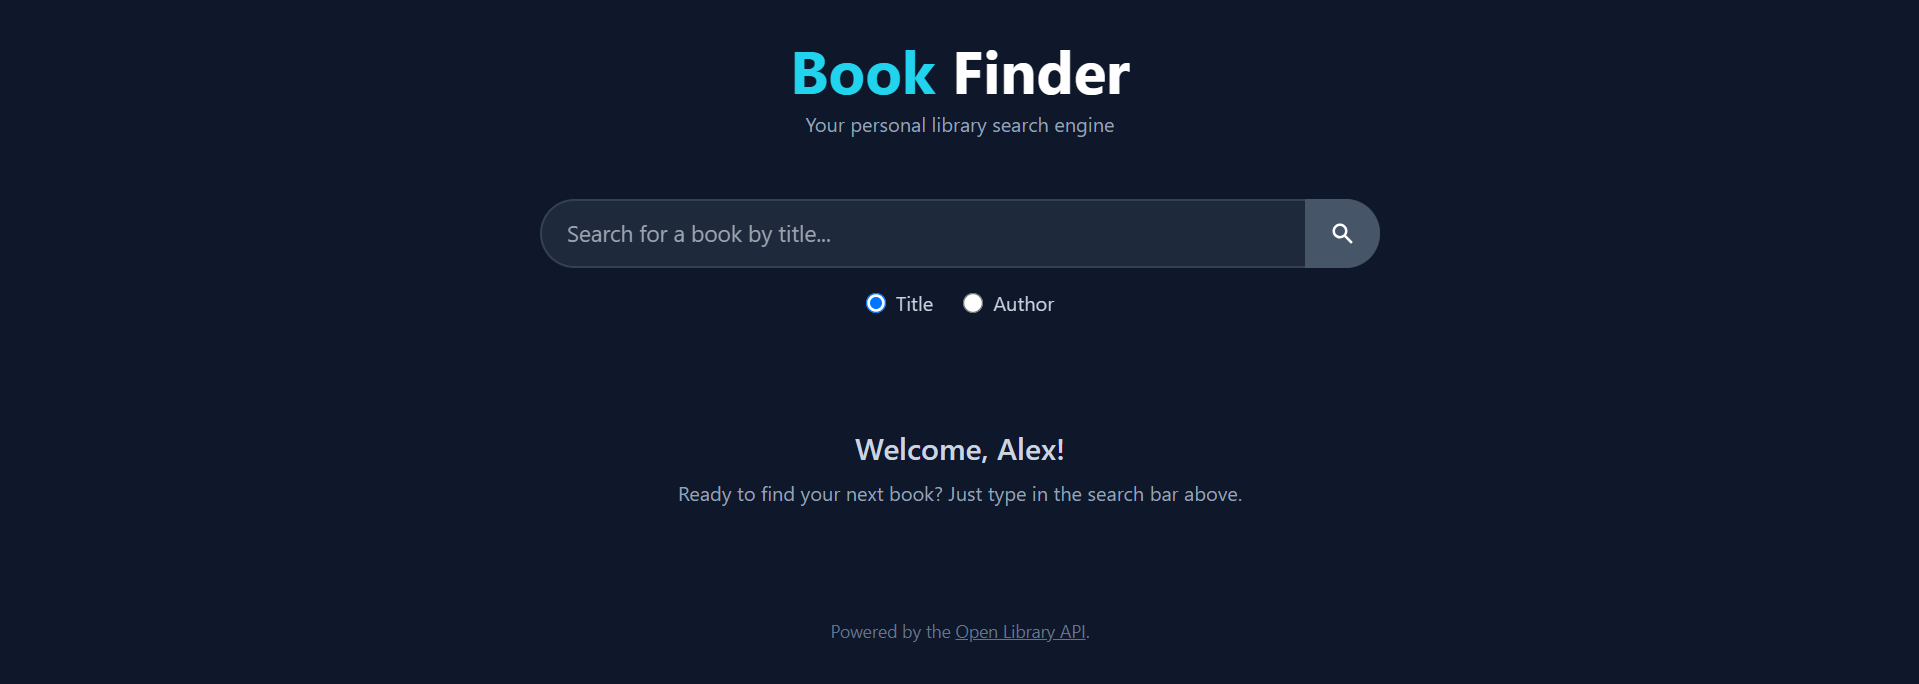 Book Finder
Your personal library search engine
Search for a book by title...
Title Author
Welcome, Alex!
Ready to find your next book? Just type in the search bar above.
Powered by the Open Library API.